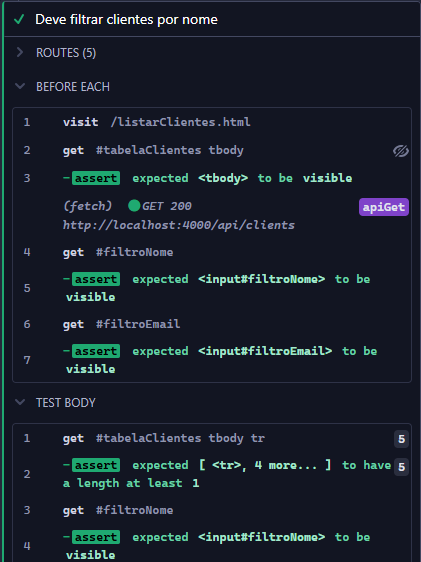 Deve filtrar clientes por nome
ROUTES (5)
BEFORE EACH
1 visit /listarClientes.html
2 get #tabelaClientes tbody
3 -assert expected <tbody> to be visible
(fetch) GET 200 apiGet
http://localhost:4000/api/clients
4 get #filtroNome
5 -assert expected <input#filtroNome> to be
visible
6 get #filtroEmail
7 -assert expected <input#filtroEmail> to be
visible
TEST BODY
1 get #tabelaClientes tbody tr 5
2 -assert expected [ <tr>, 4 more... ] to have 5
a length at least 1
3 get #filtroNome
4 -assert expected <input#filtroNome> to be
visible